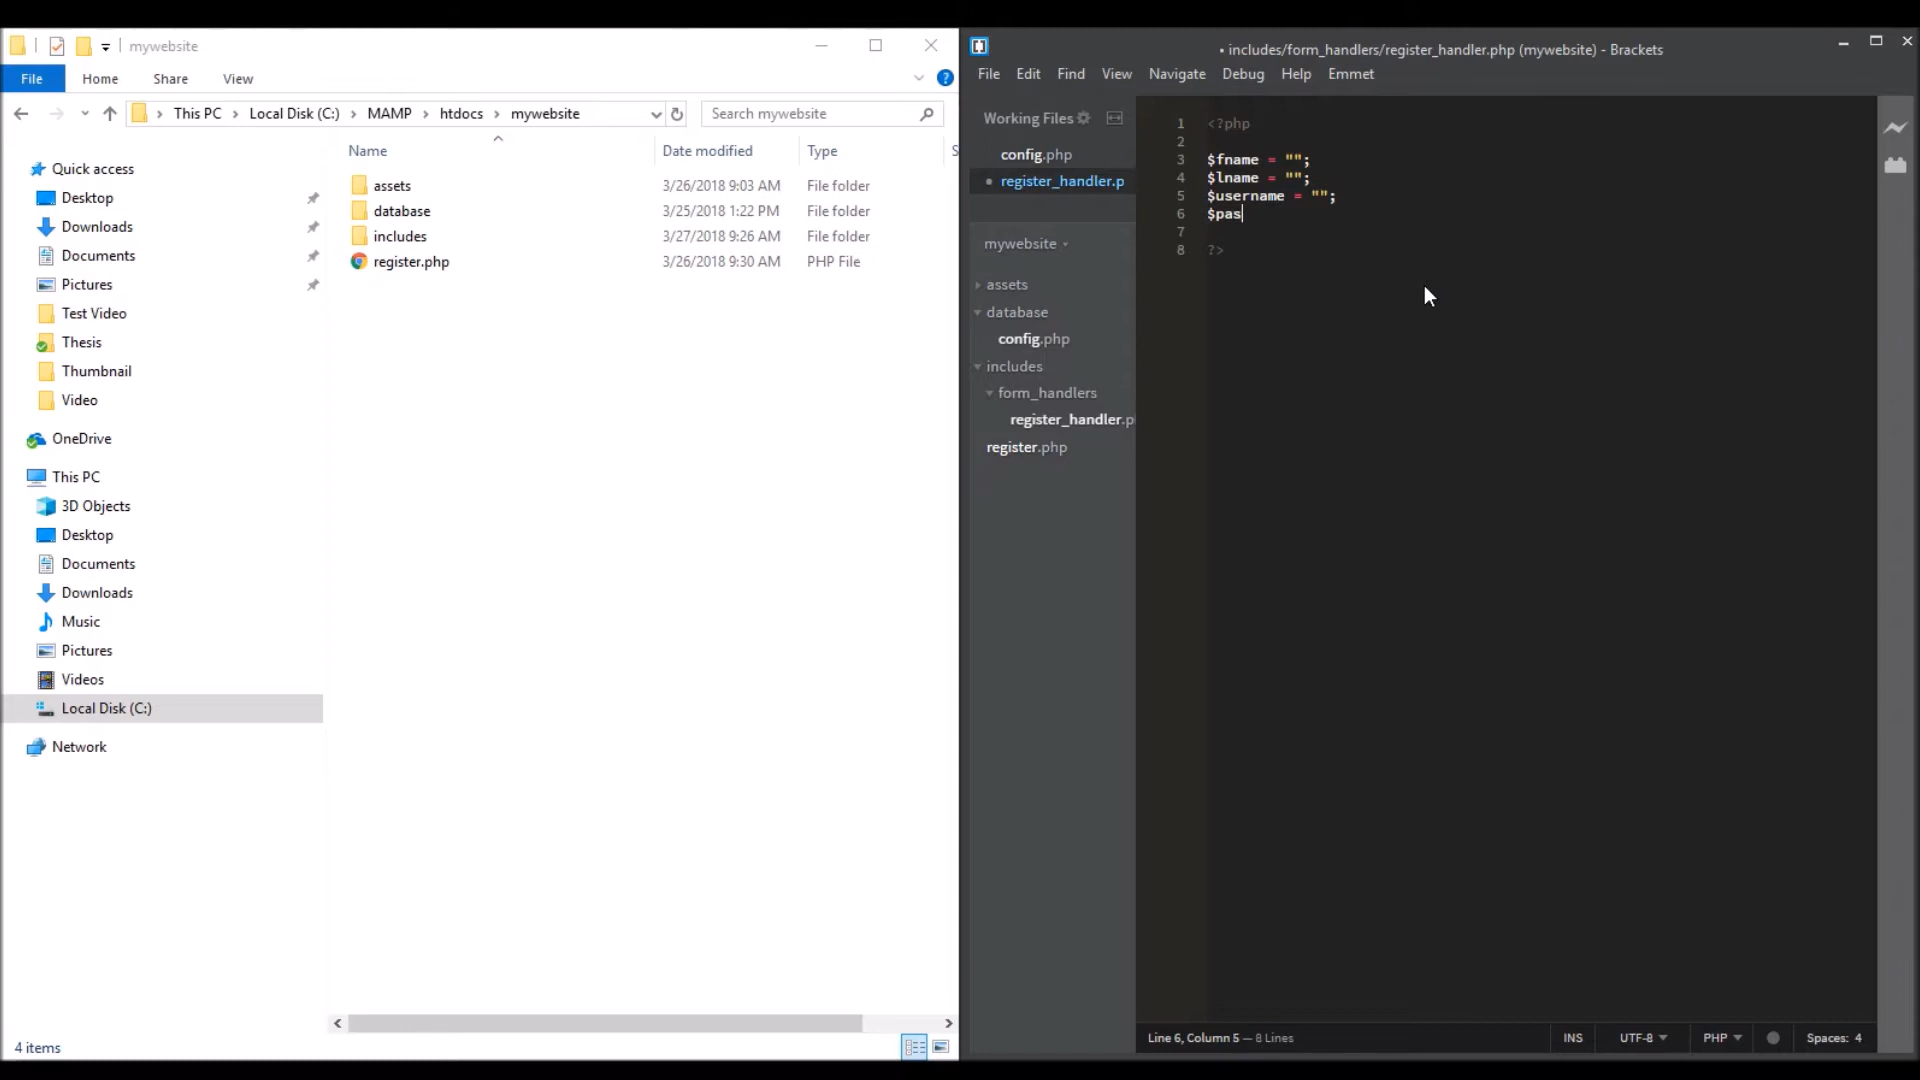 mywebsite
File
Home
Share
View
This PC
Local Disk (C:)
MAMP
htdocs
mywebsite
Search mywebsite
Name
Date modified
Type
S
assets
3/26/2018 9:03 AM
File folder
database
3/25/2018 1:22 PM
File folder
includes
3/27/2018 9:26 AM
File folder
register.php
3/26/2018 9:30 AM
PHP File
Quick access
Desktop
Downloads
Documents
Pictures
Test Video
Thesis
Thumbnail
Video
OneDrive
This PC
3D Objects
Desktop
Documents
Downloads
Music
Pictures
Videos
Local Disk (C:)
Network
4 items
• includes/form_handlers/register_handler.php (mywebsite) - Brackets
File Edit Find View Navigate Debug Help Emmet
Working Files
config.php
register_handler.p
mywebsite
assets
database
config.php
includes
form_handlers
register_handler.p
register.php
1 <?php
2
3 $fname = "";
4 $lname = "";
5 $username = "";
6 $pas
7
8 ?>
Line 6, Column 5 — 8 Lines
INS
UTF-8
PHP
Spaces: 4